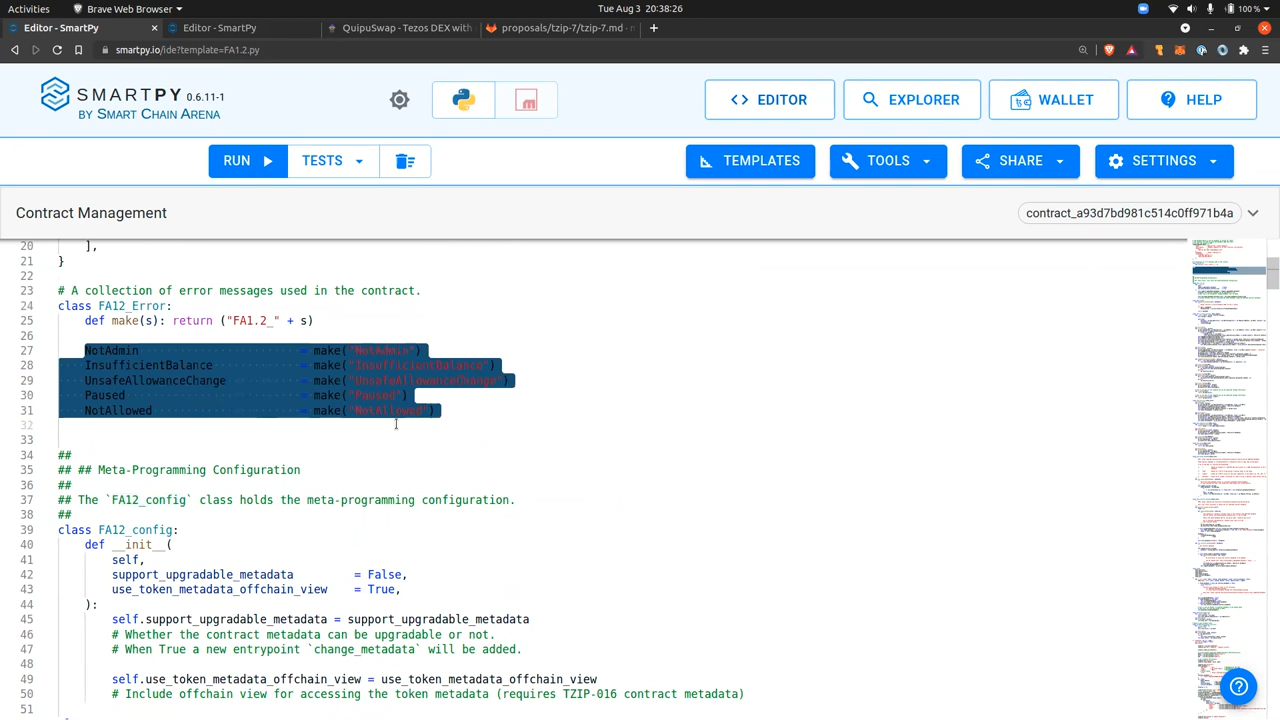 Activities Brave Web Browser Tue Aug 3 20:38:26 100 %
Editor - SmartPy Editor - SmartPy QuipuSwap - Tezos DEX with proposals/tzip-7/tzip-7.md · m
smartpy.io/ide?template=FA1.2.py
SMARTPY 0.6.11-1
BY SMART CHAIN ARENA
EDITOR EXPLORER WALLET HELP
RUN TESTS TEMPLATES TOOLS SHARE SETTINGS
Contract Management contract_a93d7bd981c514c0ff971b4a
20 ],
21 }
22
23 # A collection of error messages used in the contract.
24 class FA12_Error:
25 def make(s): return ("FA1.2_" + s)
26
27 NotAdmin = make("NotAdmin")
28 InsufficientBalance = make("InsufficientBalance")
29 UnsafeAllowanceChange = make("UnsafeAllowanceChange")
30 Paused = make("Paused")
31 NotAllowed = make("NotAllowed")
32
33
34 ##
35 ## ## Meta-Programming Configuration
36 ##
37 ## The `FA12_config` class holds the meta-programming configuration.
38 ##
39 class FA12_config:
40 def __init__(
41 self,
42 support_upgradable_metadata = False,
43 use_token_metadata_offchain_view = True,
44 ):
45 self.support_upgradable_metadata = support_upgradable_metadata
46 # Whether the contract metadata can be upgradable or not.
47 # When True a new entrypoint `change_metadata` will be added.
48
49 self.use_token_metadata_offchain_view = use_token_metadata_offchain_view
50 # Include offchain view for accessing the token metadata (requires TZIP-016 contract metadata)
51